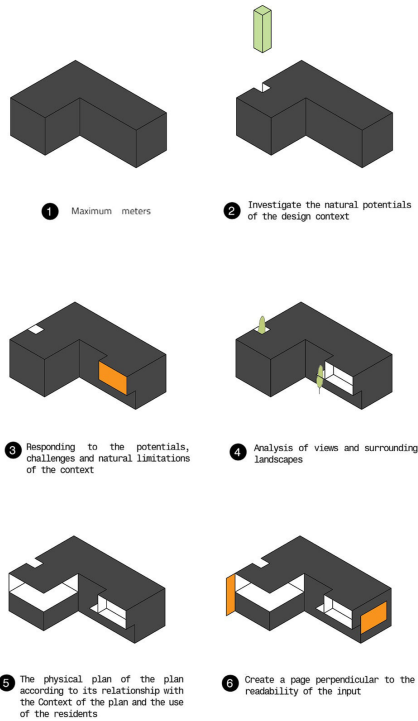 1 Maximum meters
2 Investigate the natural potentials
of the design context
3 Responding to the potentials,
challenges and natural limitations
of the context
4 Analysis of views and surrounding
landscapes
5 The physical plan of the plan
according to its relationship with
the Context of the plan and the use
of the residents
6 Create a page perpendicular to the
readability of the input